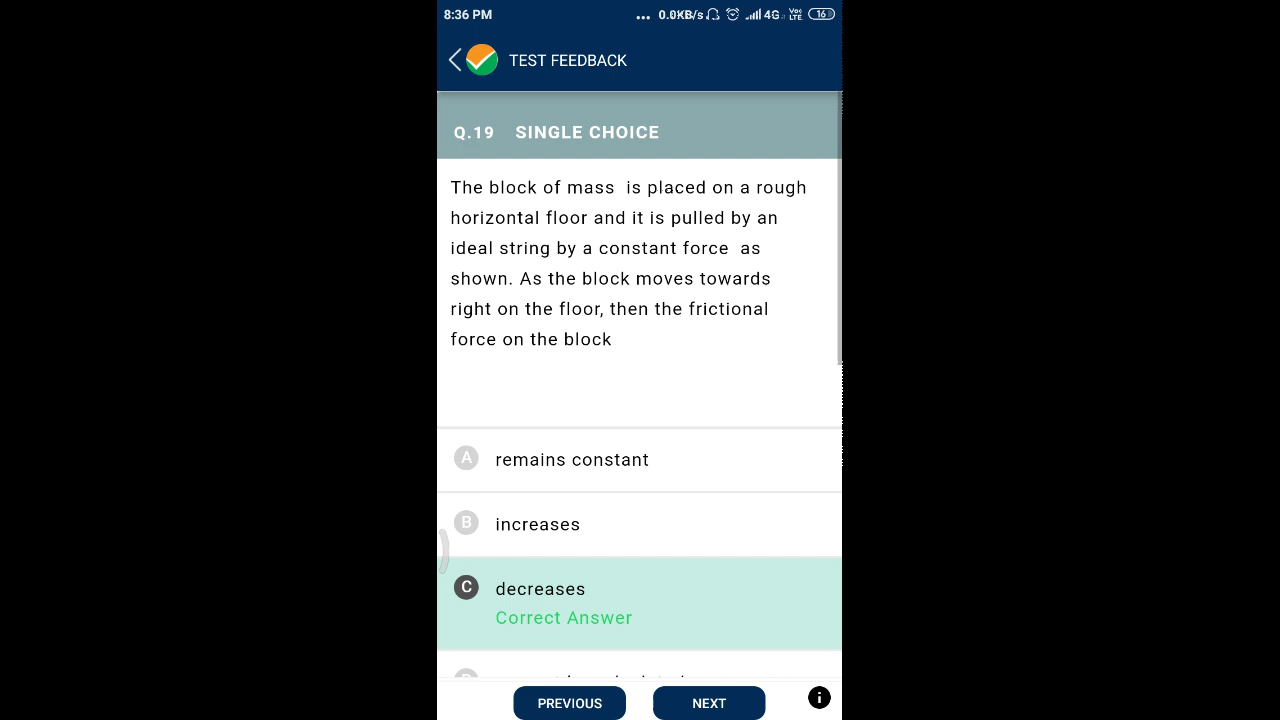 8:36 PM ... 0.0KB/s 4G Vo LTE 16
TEST FEEDBACK
Q.19 SINGLE CHOICE
The block of mass is placed on a rough
horizontal floor and it is pulled by an
ideal string by a constant force as
shown. As the block moves towards
right on the floor, then the frictional
force on the block
A remains constant
B increases
C decreases
Correct Answer
PREVIOUS NEXT i